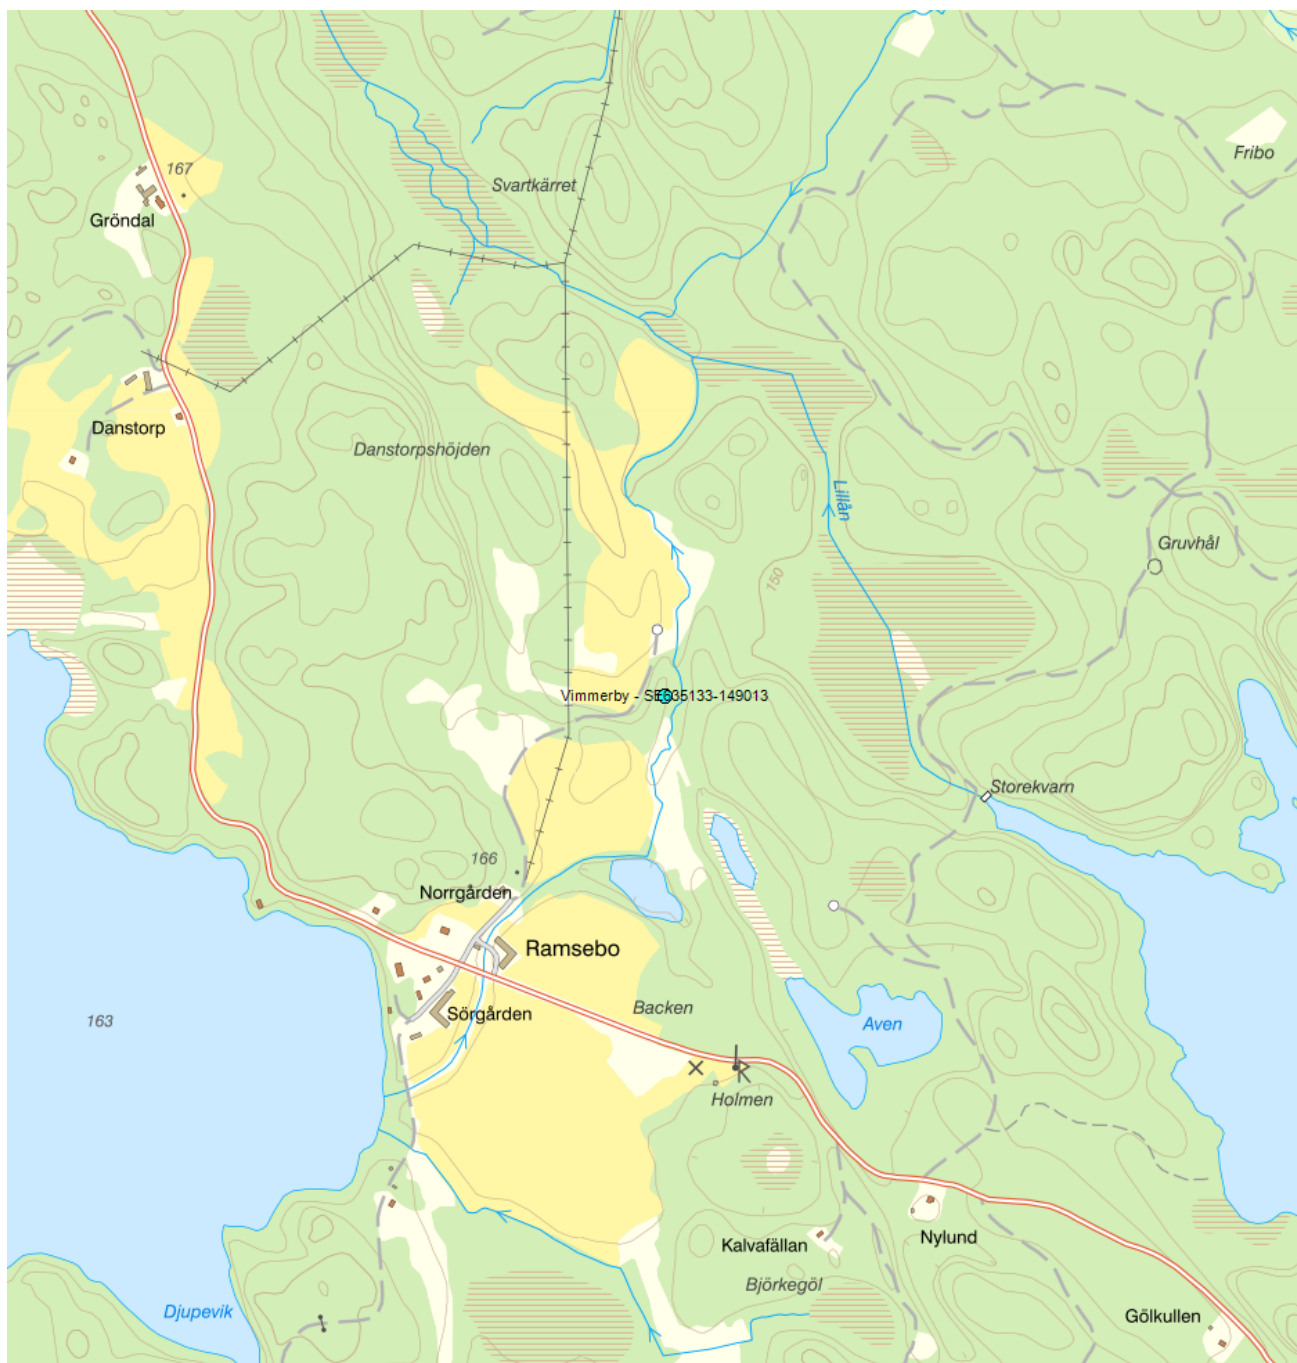 Fribo
167
Svartkärret
Gröndal
Danstorp
Danstorpshöjden
Lillån
Gruvhål
150
Vimmerby - SE635133-149013
Storekvarn
166
Norrgården
Ramsebo
Sörgården
Backen
163
Aven
R
Holmen
Nylund
Kalvafällan
Björkegöl
Djupevik
Gölkullen